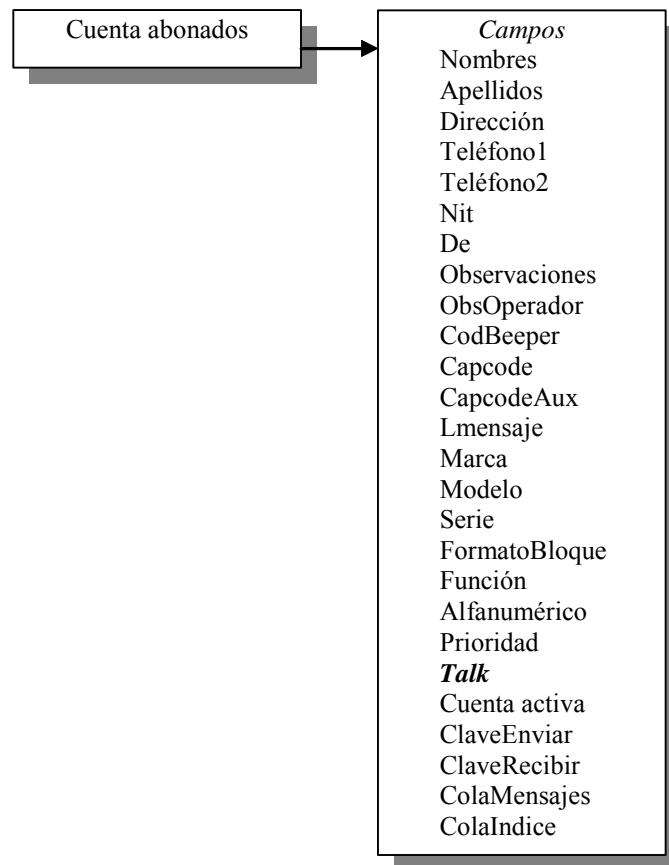 Cuenta abonados
Campos
Nombres
Apellidos
Dirección
Teléfono1
Teléfono2
Nit
De
Observaciones
ObsOperador
CodBeeper
Capcode
CapcodeAux
Lmensaje
Marca
Modelo
Serie
FormatoBloque
Función
Alfanumérico
Prioridad
Talk
Cuenta activa
ClaveEnviar
ClaveRecibir
ColaMensajes
ColaIndice